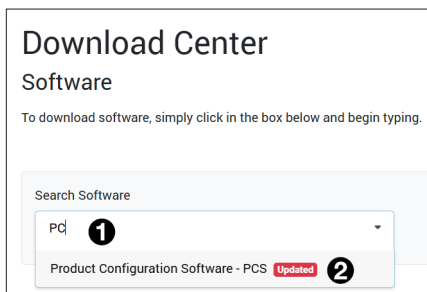 Download Center
Software
To download software, simply click in the box below and begin typing.
Search Software
PC 1
Product Configuration Software - PCS Updated 2